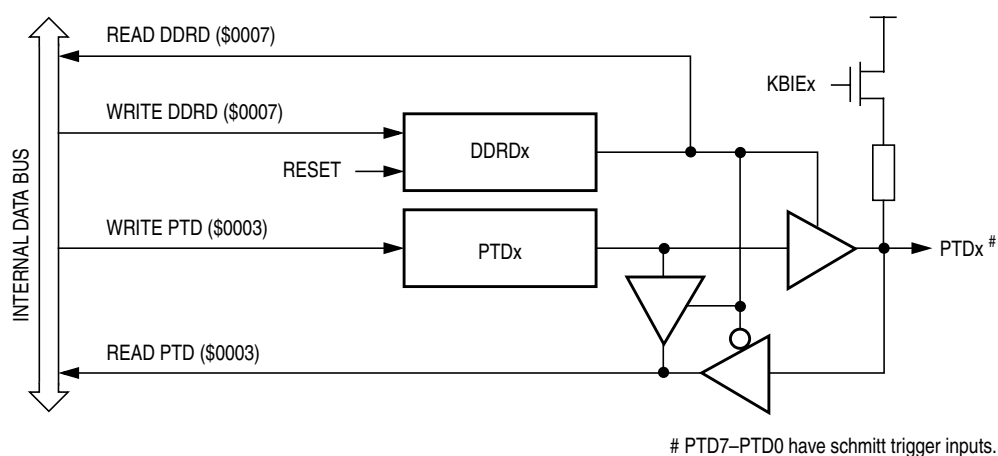 READ DDRD ($0007)
KBIEx
WRITE DDRD ($0007)
DDRDx
RESET
INTERNAL DATA BUS
WRITE PTD ($0003)
PTDx
PTDx #
READ PTD ($0003)
# PTD7–PTD0 have schmitt trigger inputs.